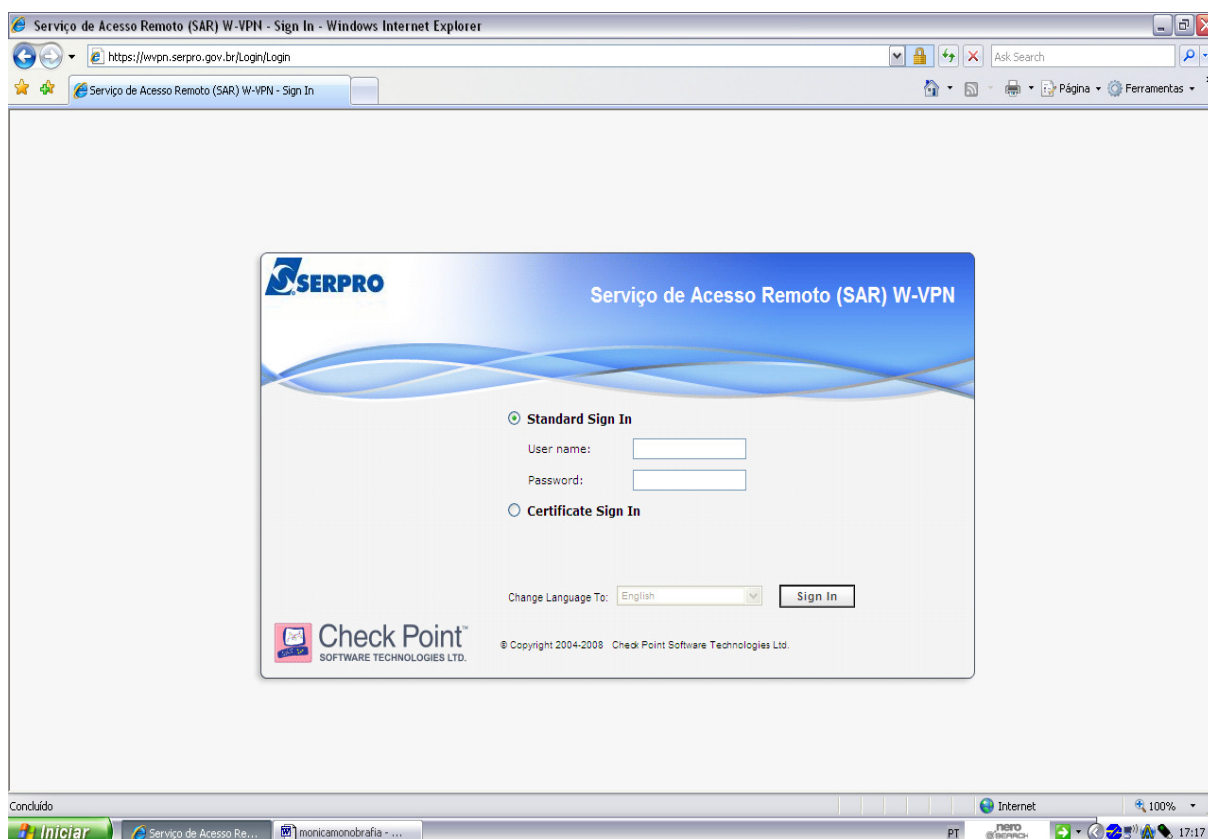 Serviço de Acesso Remoto (SAR) W-VPN - Sign In - Windows Internet Explorer
https://wvpn.serpro.gov.br/Login/Login
Ask Search
Serviço de Acesso Remoto (SAR) W-VPN - Sign In
Página
Ferramentas
SERPRO
Serviço de Acesso Remoto (SAR) W-VPN
Standard Sign In
User name:
Password:
Certificate Sign In
Change Language To: English Sign In
Check Point™
SOFTWARE TECHNOLOGIES LTD.
© Copyright 2004-2008 Check Point Software Technologies Ltd.
Concluído
Internet
100%
Iniciar
Serviço de Acesso Re...
monicamonobrafia - ...
PT
nero
SEARCH
17:17